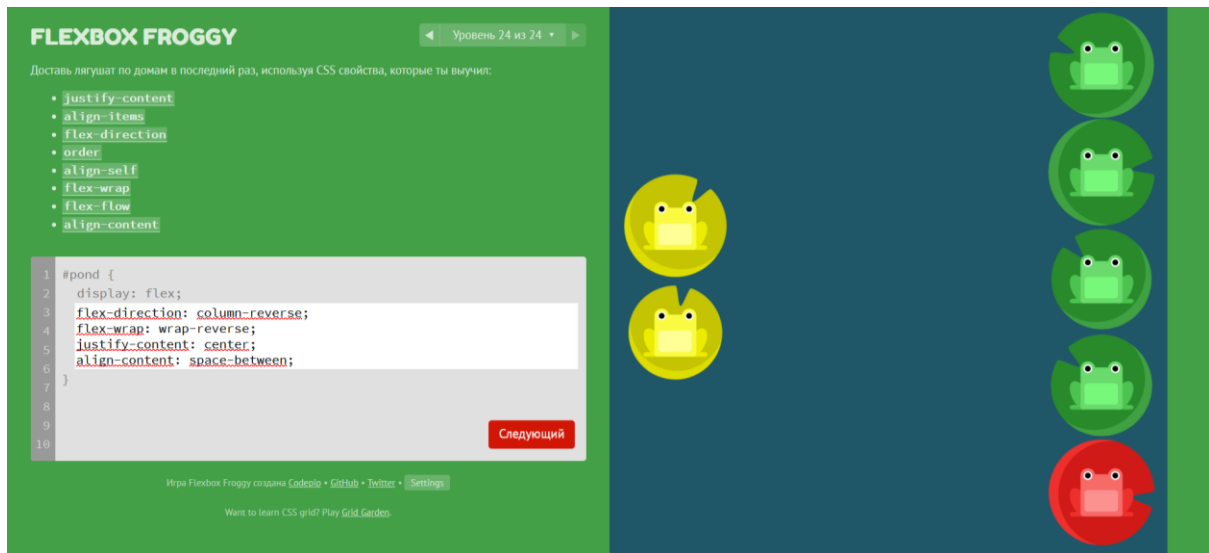 FLEXBOX FROGGY
◀ Уровень 24 из 24 ▾ ▶
Доставь лягушат по домам в последний раз, используя CSS свойства, которые ты выучил:
• justify-content
• align-items
• flex-direction
• order
• align-self
• flex-wrap
• flex-flow
• align-content
1 #pond {
2 display: flex;
3 flex-direction: column-reverse;
4 flex-wrap: wrap-reverse;
5 justify-content: center;
6 align-content: space-between;
7 }
8
9
10
Следующий
Игра Flexbox Froggy создана Codepip • GitHub • Twitter • Settings
Want to learn CSS grid? Play Grid Garden.